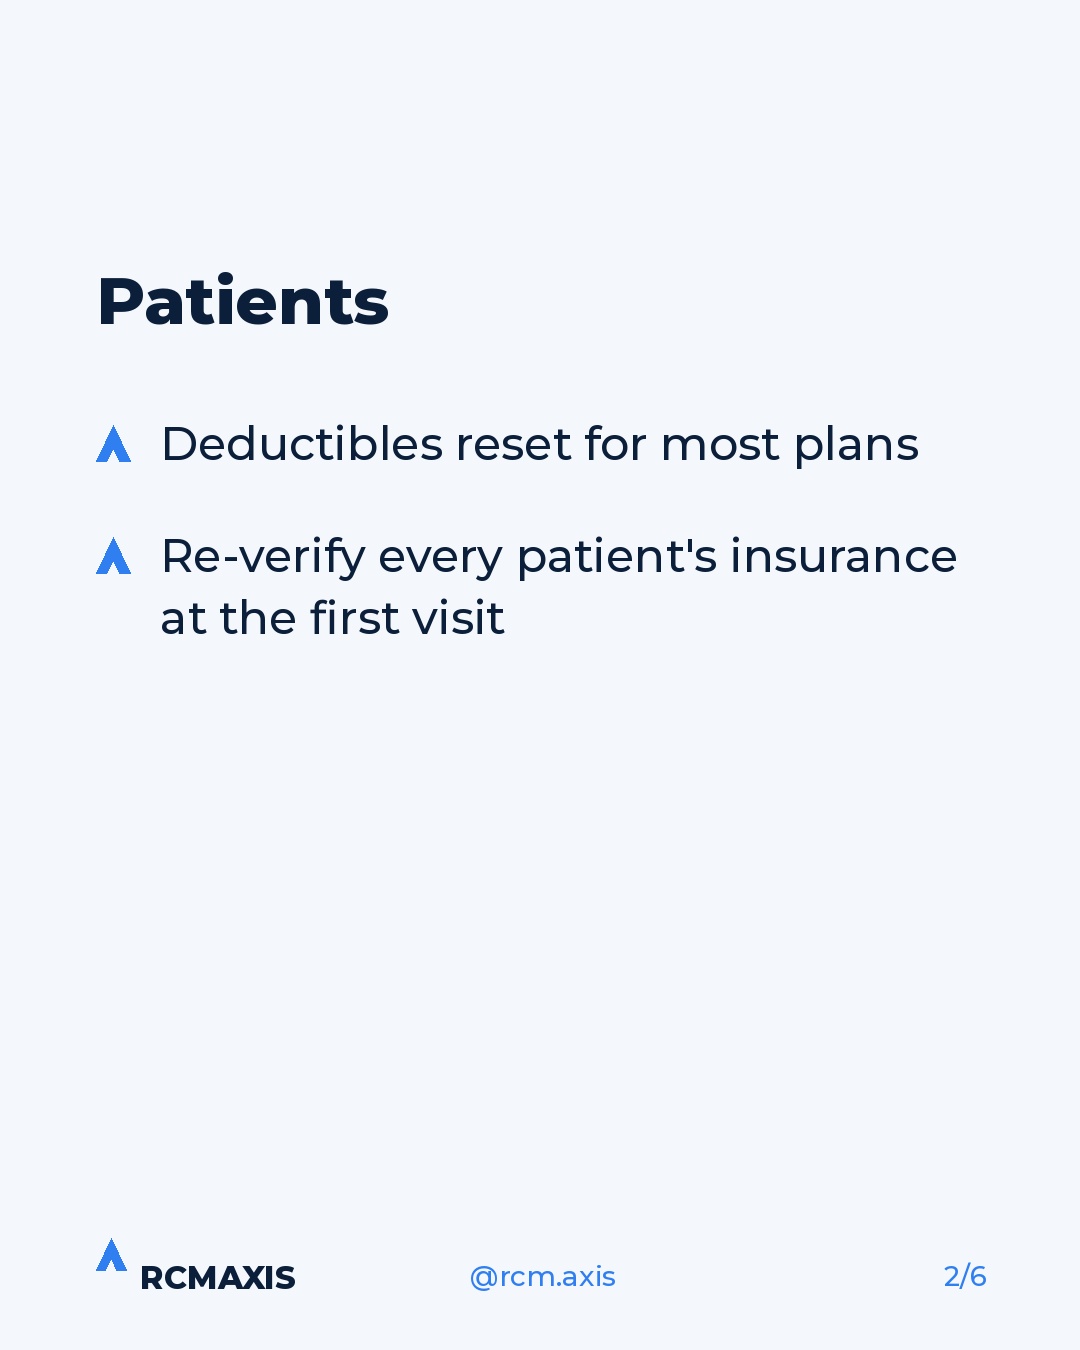 Patients
Deductibles reset for most plans
Re-verify every patient's insurance
at the first visit
RCMAXIS
@rcm.axis
2/6